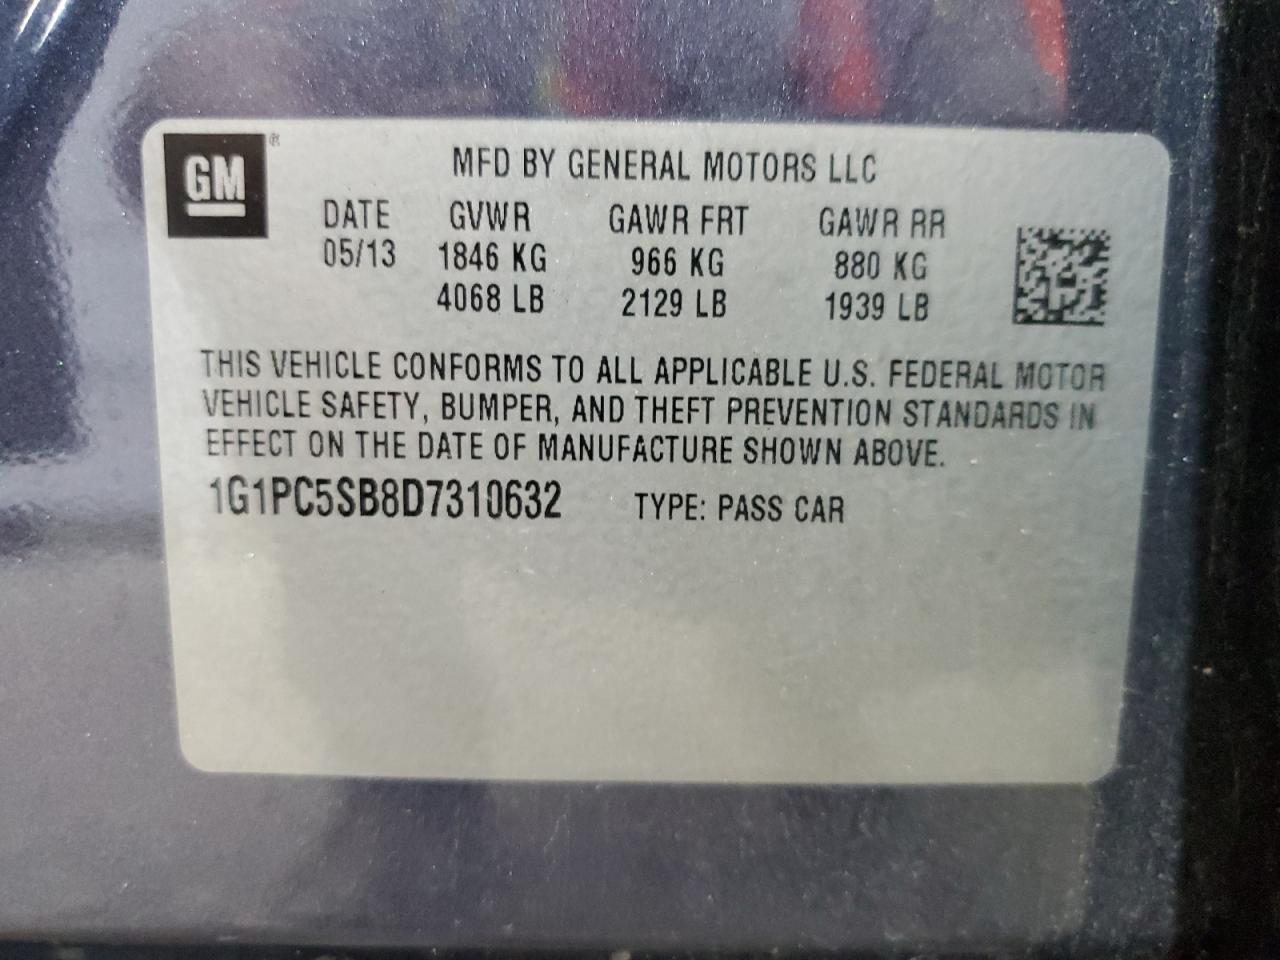 GM®
MFD BY GENERAL MOTORS LLC
DATE GVWR GAWR FRT GAWR RR
05/13 1846 KG 966 KG 880 KG
4068 LB 2129 LB 1939 LB
THIS VEHICLE CONFORMS TO ALL APPLICABLE U.S. FEDERAL MOTOR
VEHICLE SAFETY, BUMPER, AND THEFT PREVENTION STANDARDS IN
EFFECT ON THE DATE OF MANUFACTURE SHOWN ABOVE.
1G1PC5SB8D7310632 TYPE: PASS CAR